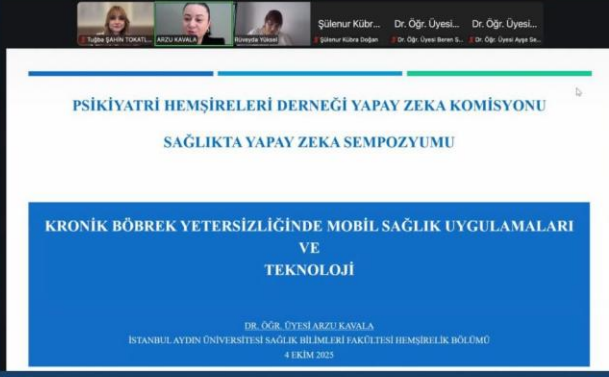 Tuğba ŞAHİN TOKATL...
ARZU KAVALA
Rüveyda Yüksel
Şülenur Kübr...
Şülenur Kübra Doğan
Dr. Öğr. Üyesi...
Dr. Öğr. Üyesi Beren S...
Dr. Öğr. Üyesi...
Dr. Öğr. Üyesi Ayşe Se...
PSİKİYATRİ HEMŞİRELERİ DERNEĞİ YAPAY ZEKA KOMİSYONU
SAĞLIKTA YAPAY ZEKA SEMPOZYUMU
KRONİK BÖBREK YETERSİZLİĞİNDE MOBİL SAĞLIK UYGULAMALARI
VE
TEKNOLOJİ
DR. ÖĞR. ÜYESİ ARZU KAVALA
İSTANBUL AYDIN ÜNİVERSİTESİ SAĞLIK BİLİMLERİ FAKÜLTESİ HEMŞİRELİK BÖLÜMÜ
4 EKİM 2025